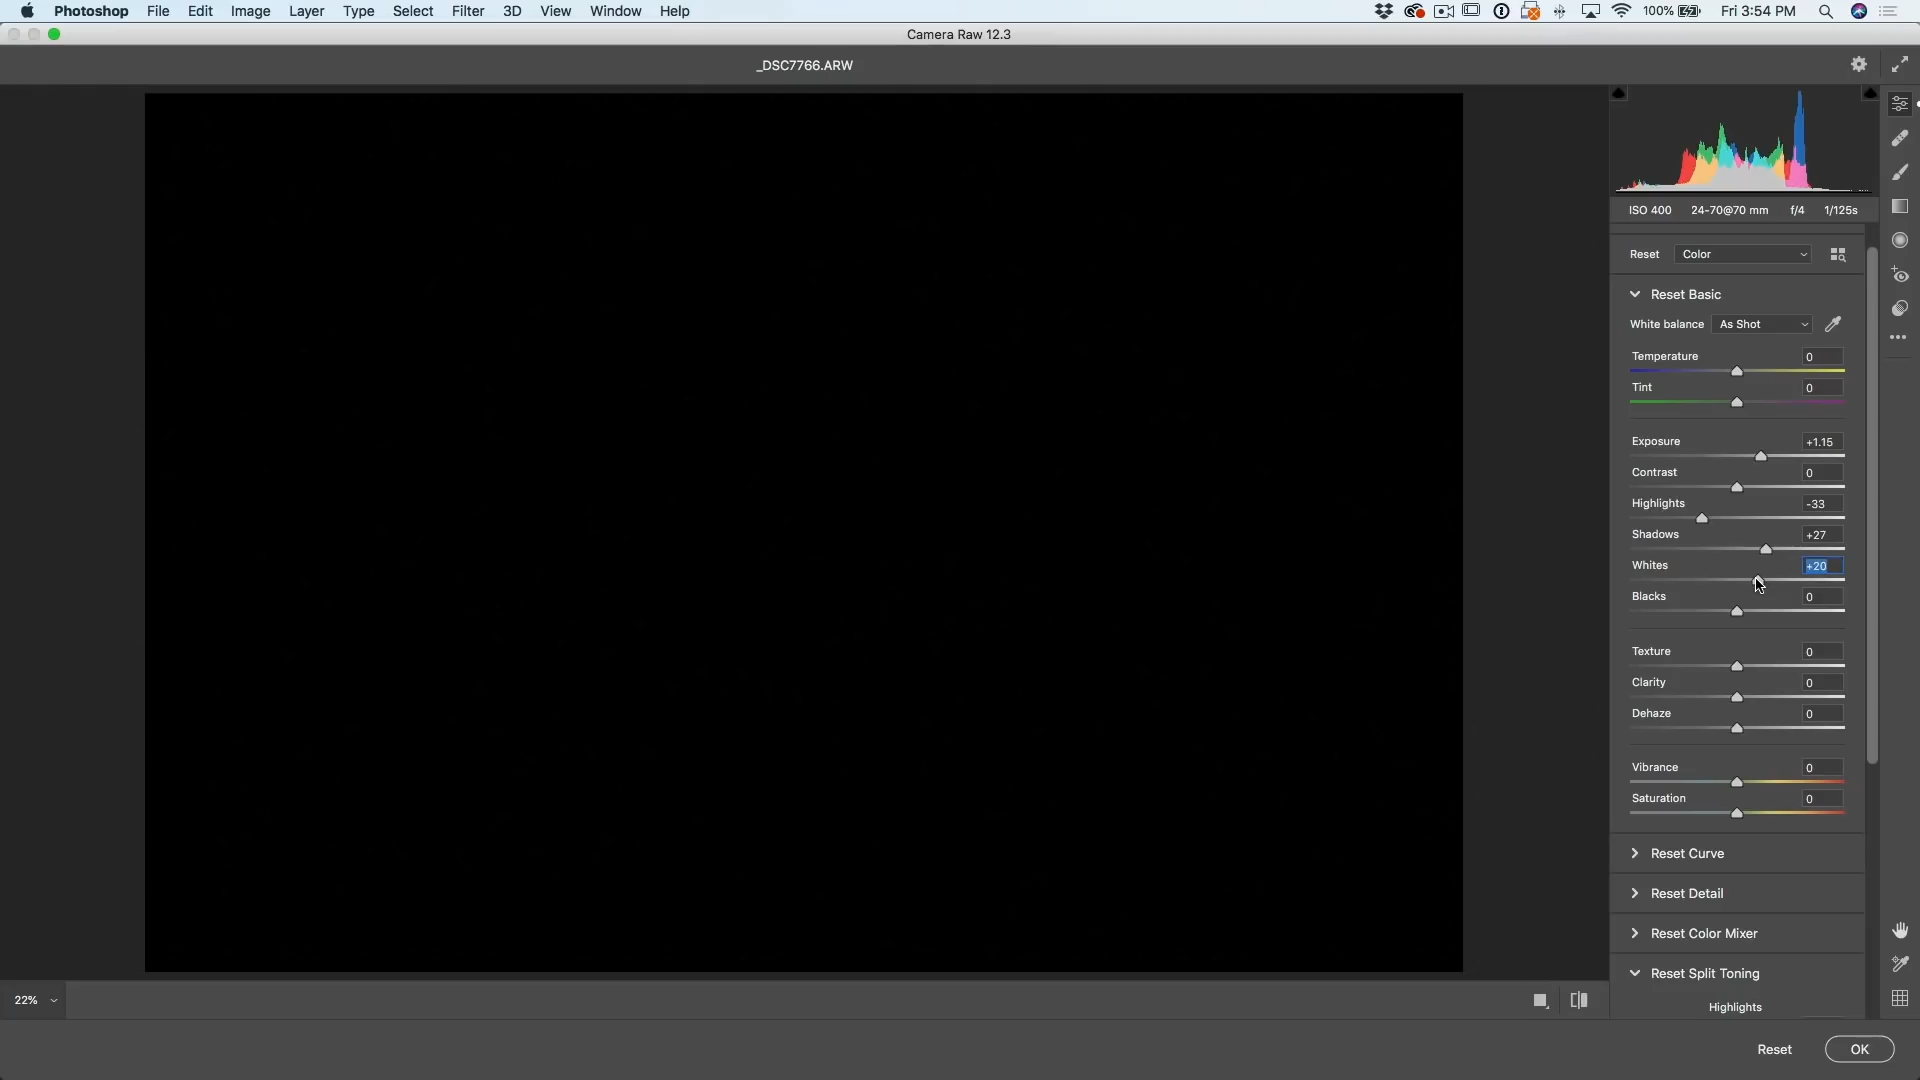 Photoshop File Edit Image Layer Type Select Filter 3D View Window Help 100% Fri 3:54 PM
Camera Raw 12.3
_DSC7766.ARW
ISO 400 24-70@70 mm f/4 1/125s
Reset Color
Reset Basic
White balance As Shot
Temperature 0
Tint 0
Exposure +1.15
Contrast 0
Highlights -33
Shadows +27
Whites +20
Blacks 0
Texture 0
Clarity 0
Dehaze 0
Vibrance 0
Saturation 0
Reset Curve
Reset Detail
Reset Color Mixer
Reset Split Toning
Highlights
22%
Reset OK